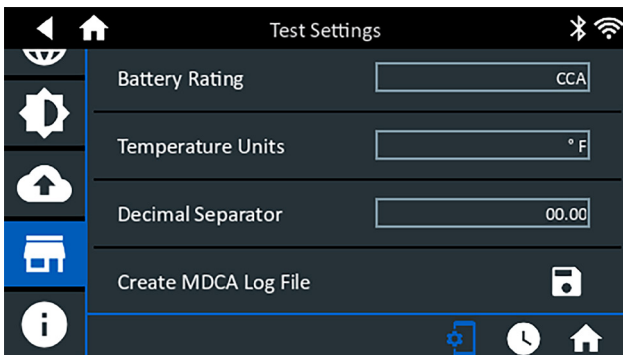 Test Settings
Battery Rating CCA
Temperature Units ° F
Decimal Separator 00.00
Create MDCA Log File